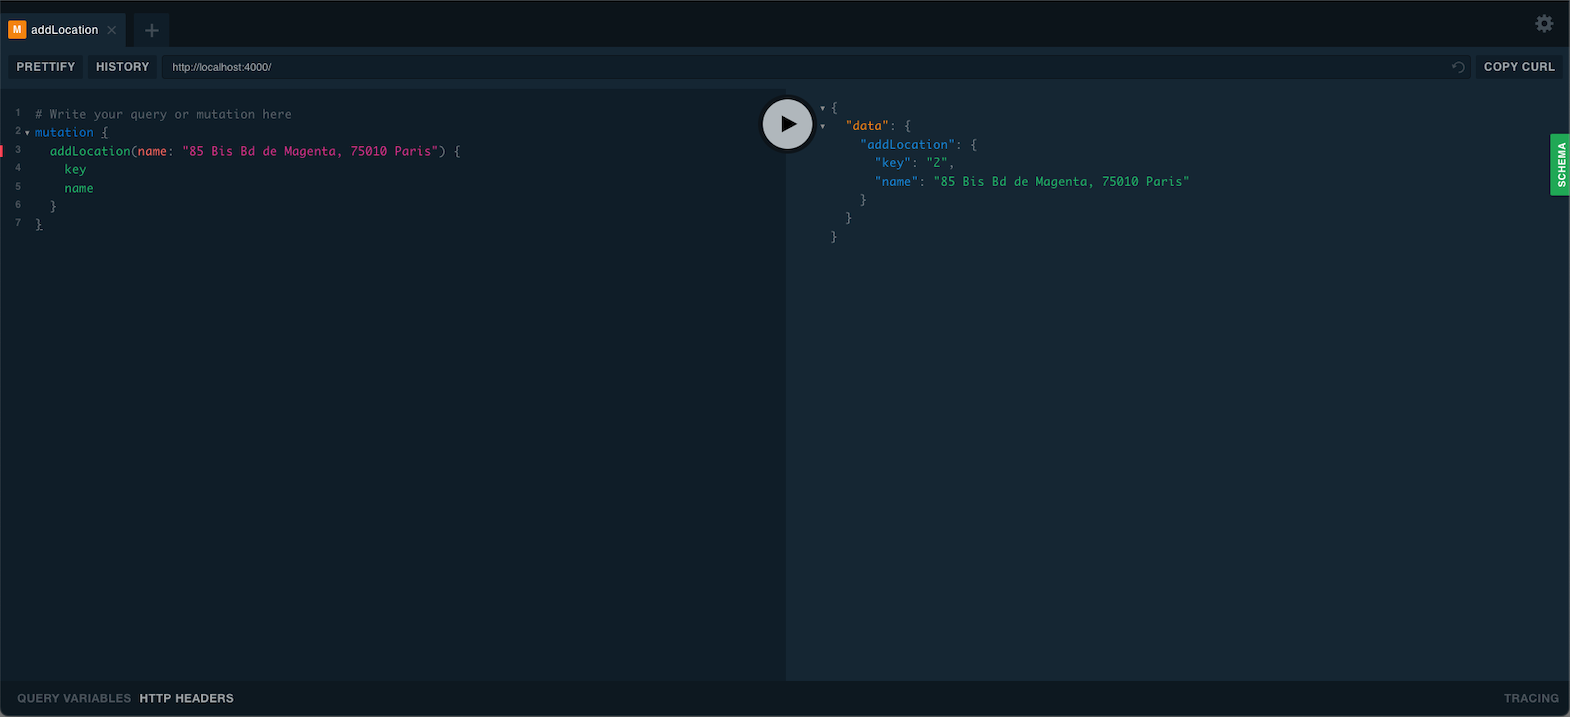 M addLocation × +
PRETTIFY HISTORY http://localhost:4000/ COPY CURL
1 # Write your query or mutation here
2 mutation {
3 addLocation(name: "85 Bis Bd de Magenta, 75010 Paris") {
4 key
5 name
6 }
7 }
{
"data": {
"addLocation": {
"key": "Z",
"name": "85 Bis Bd de Magenta, 75010 Paris"
}
}
}
SCHEMA
QUERY VARIABLES HTTP HEADERS TRACING